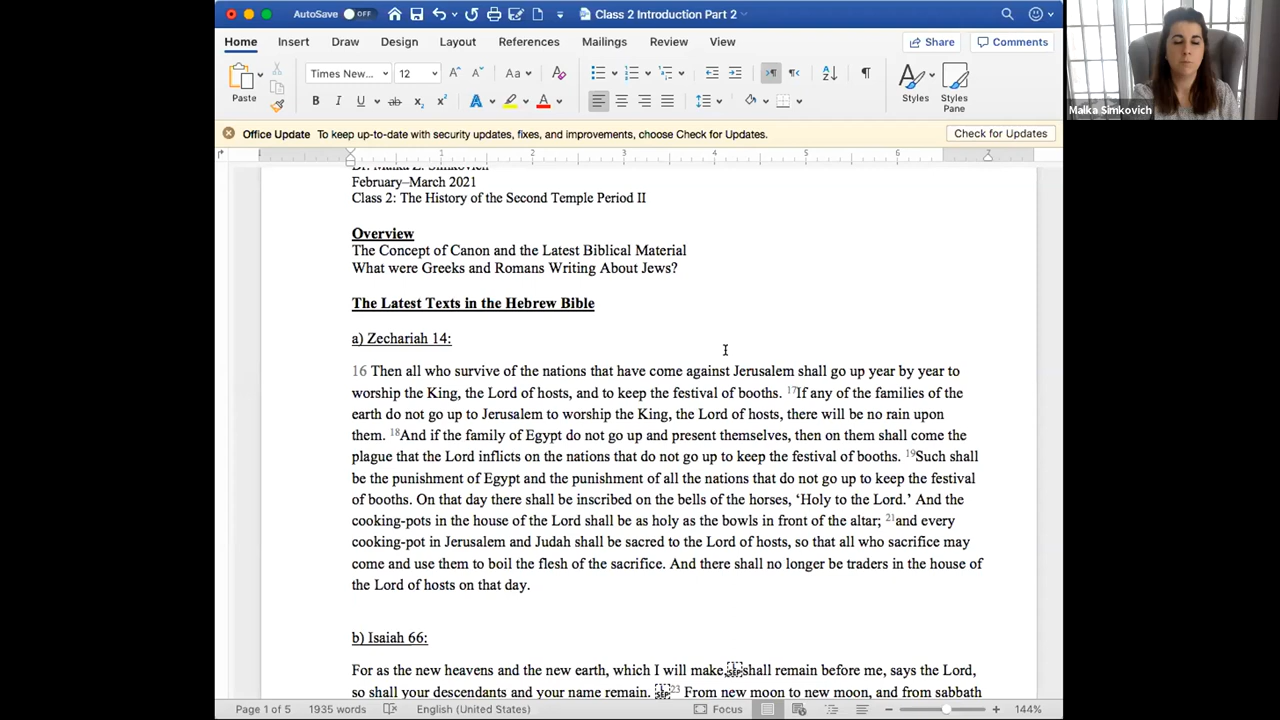 AutoSave OFF Class 2 Introduction Part 2
Home Insert Draw Design Layout References Mailings Review View Share Comments
Paste Times New... 12 Aa Styles Styles Pane
Office Update To keep up-to-date with security updates, fixes, and improvements, choose Check for Updates. Check for Updates
1 1 2 3 4 5 6 7
Dr. Malka Z. Simkovich
February–March 2021
Class 2: The History of the Second Temple Period II
Overview
The Concept of Canon and the Latest Biblical Material
What were Greeks and Romans Writing About Jews?
The Latest Texts in the Hebrew Bible
a) Zechariah 14:
16 Then all who survive of the nations that have come against Jerusalem shall go up year by year to
worship the King, the Lord of hosts, and to keep the festival of booths. 17If any of the families of the
earth do not go up to Jerusalem to worship the King, the Lord of hosts, there will be no rain upon
them. 18And if the family of Egypt do not go up and present themselves, then on them shall come the
plague that the Lord inflicts on the nations that do not go up to keep the festival of booths. 19Such shall
be the punishment of Egypt and the punishment of all the nations that do not go up to keep the festival
of booths. On that day there shall be inscribed on the bells of the horses, ‘Holy to the Lord.’ And the
cooking-pots in the house of the Lord shall be as holy as the bowls in front of the altar; 21and every
cooking-pot in Jerusalem and Judah shall be sacred to the Lord of hosts, so that all who sacrifice may
come and use them to boil the flesh of the sacrifice. And there shall no longer be traders in the house of
the Lord of hosts on that day.
b) Isaiah 66:
For as the new heavens and the new earth, which I will make, shall remain before me, says the Lord,
so shall your descendants and your name remain. 23 From new moon to new moon, and from sabbath
Page 1 of 5 1935 words English (United States) Focus 144%
Malka Simkovich